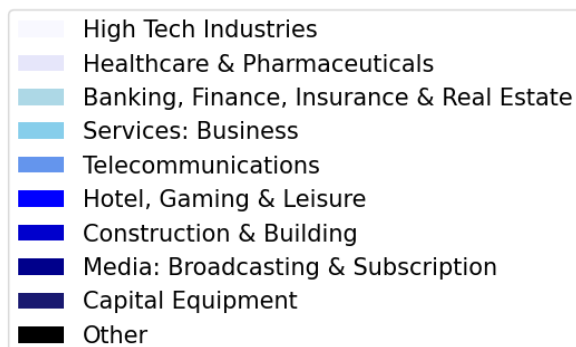 High Tech Industries
Healthcare & Pharmaceuticals
Banking, Finance, Insurance & Real Estate
Services: Business
Telecommunications
Hotel, Gaming & Leisure
Construction & Building
Media: Broadcasting & Subscription
Capital Equipment
Other